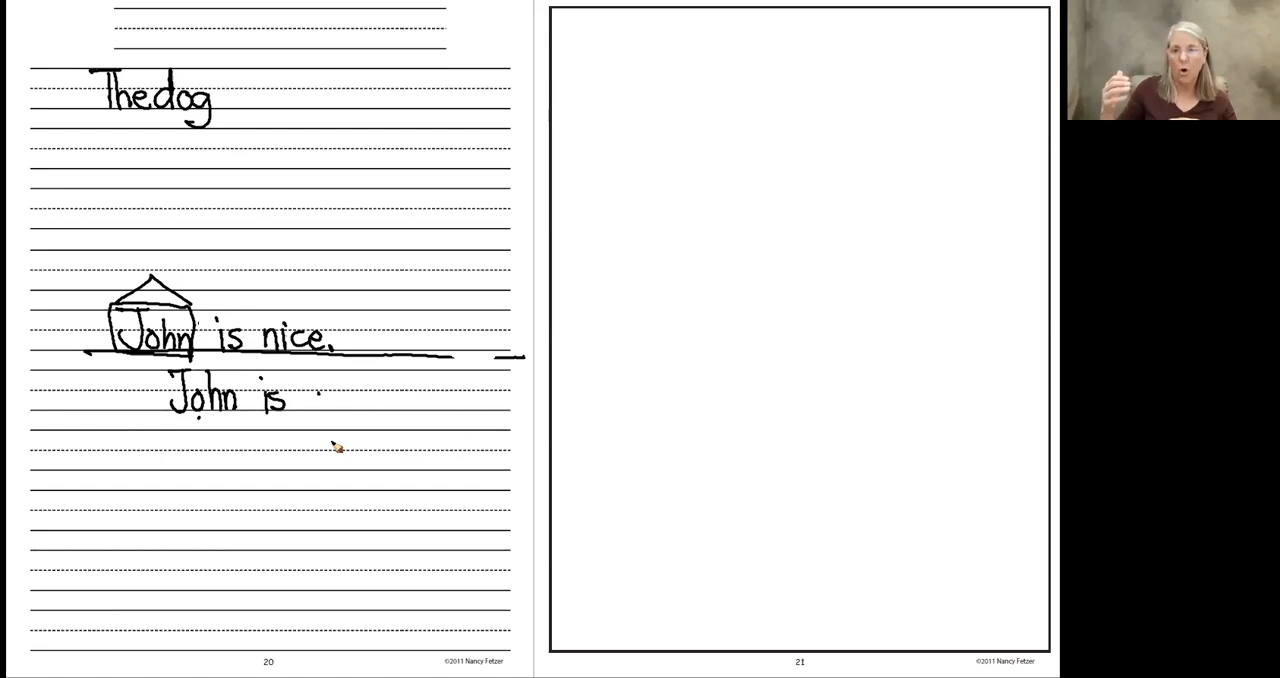 Thedog
John is nice.
John is
20
©2011 Nancy Fetzer
21
©2011 Nancy Fetzer